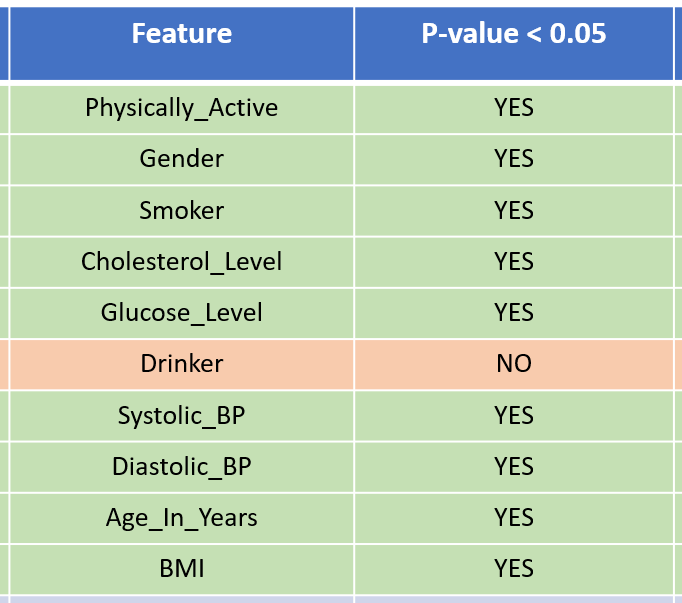 Feature P-value < 0.05
Physically_Active YES
Gender YES
Smoker YES
Cholesterol_Level YES
Glucose_Level YES
Drinker NO
Systolic_BP YES
Diastolic_BP YES
Age_In_Years YES
BMI YES